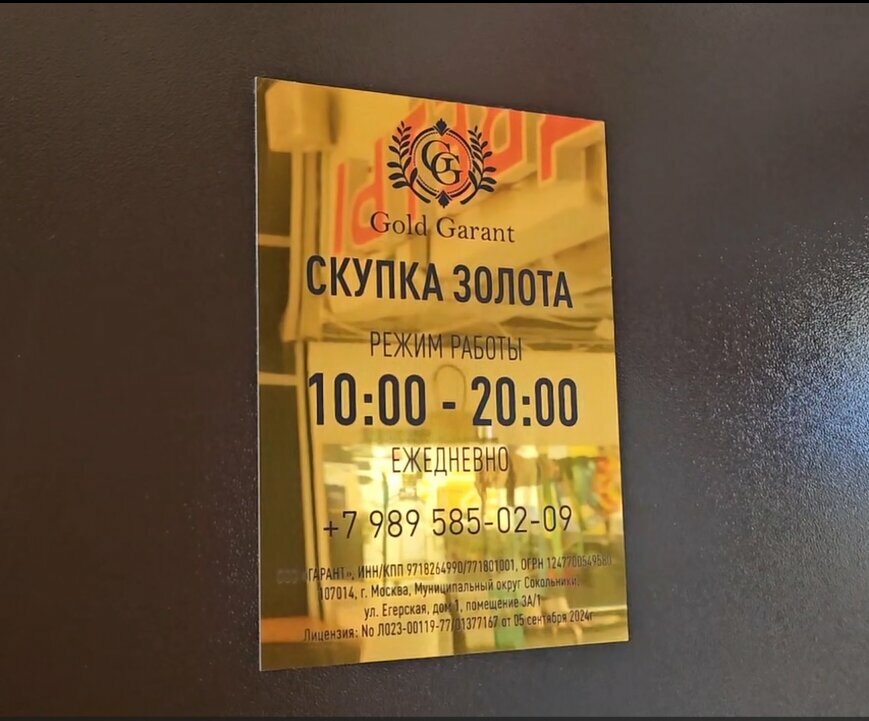 GG
Gold Garant
СКУПКА ЗОЛОТА
РЕЖИМ РАБОТЫ
10:00 - 20:00
ЕЖЕДНЕВНО
+7 989 585-02-09
ООО «ГАРАНТ», ИНН/КПП 9718264990/771801001, ОГРН 1247700549580
107014, г. Москва, Муниципальный округ Сокольники,
ул. Егерская, дом 1, помещение 3А/1
Лицензия: No Л023-00119-77/01377167 от 05 сентября 2024г